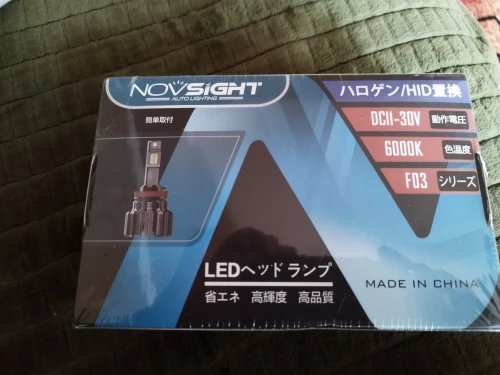 NOVSIGHT
AUTO LIGHTING
簡単取付
ハロゲン/HID置換
DC11-30V 動作電圧
6000K 色温度
F03 シリーズ
LEDヘッドランプ
省エネ 高輝度 高品質
MADE IN CHINA